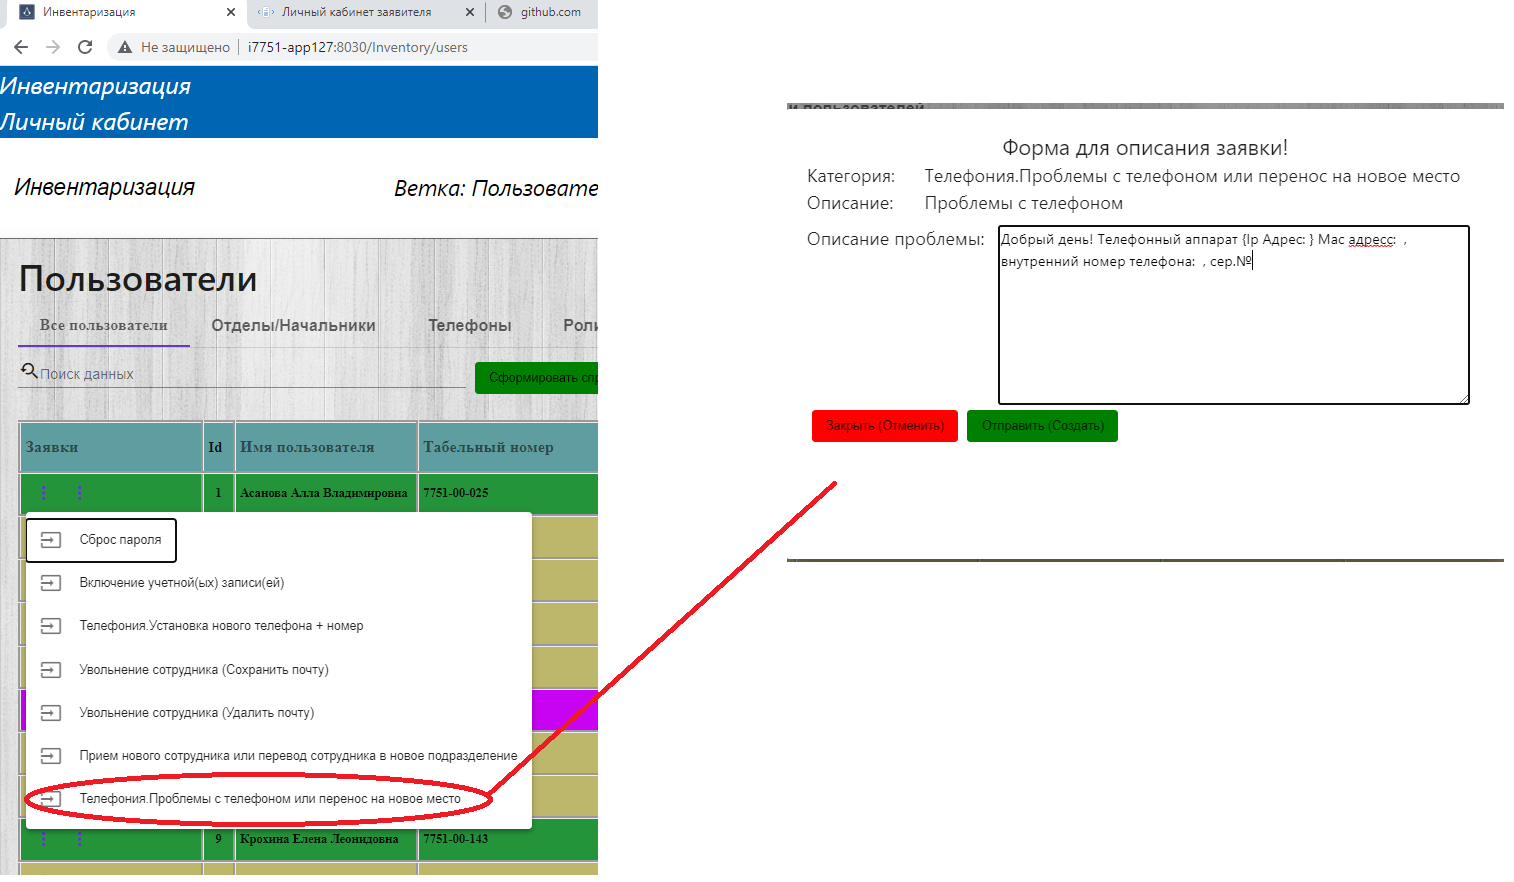 Инвентаризация
Личный кабинет заявителя
github.com
Не защищено
i7751-app127:8030/Inventory/users
Инвентаризация
Личный кабинет
Инвентаризация
Ветка: Пользовате
Пользователи
Все пользователи
Отделы/Начальники
Телефоны
Роли
Поиск данных
Сформировать спр
Заявки
Id
Имя пользователя
Табельный номер
1
Асанова Алла Владимировна
7751-00-025
Сброс пароля
Включение учетной(ых) записи(ей)
Телефония.Установка нового телефона + номер
Увольнение сотрудника (Сохранить почту)
Увольнение сотрудника (Удалить почту)
Прием нового сотрудника или перевод сотрудника в новое подразделение
Телефония.Проблемы с телефоном или перенос на новое место
9
Крохина Елена Леонидовна
7751-00-143
и пользователей
Форма для описания заявки!
Категория: Телефония.Проблемы с телефоном или перенос на новое место
Описание: Проблемы с телефоном
Описание проблемы:
Добрый день! Телефонный аппарат {Ip Адрес: } Мас адресс: ,
внутренний номер телефона: , сер.№
Закрыть (Отменить)
Отправить (Создать)